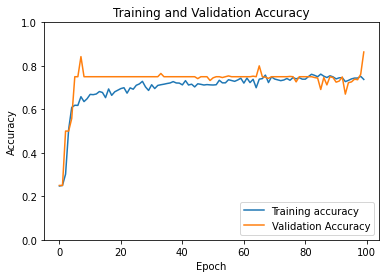 Training and Validation Accuracy
1.0
0.8
0.6
0.4
0.2
0.0
Accuracy
0 20 40 60 80 100
Epoch
Training accuracy
Validation Accuracy